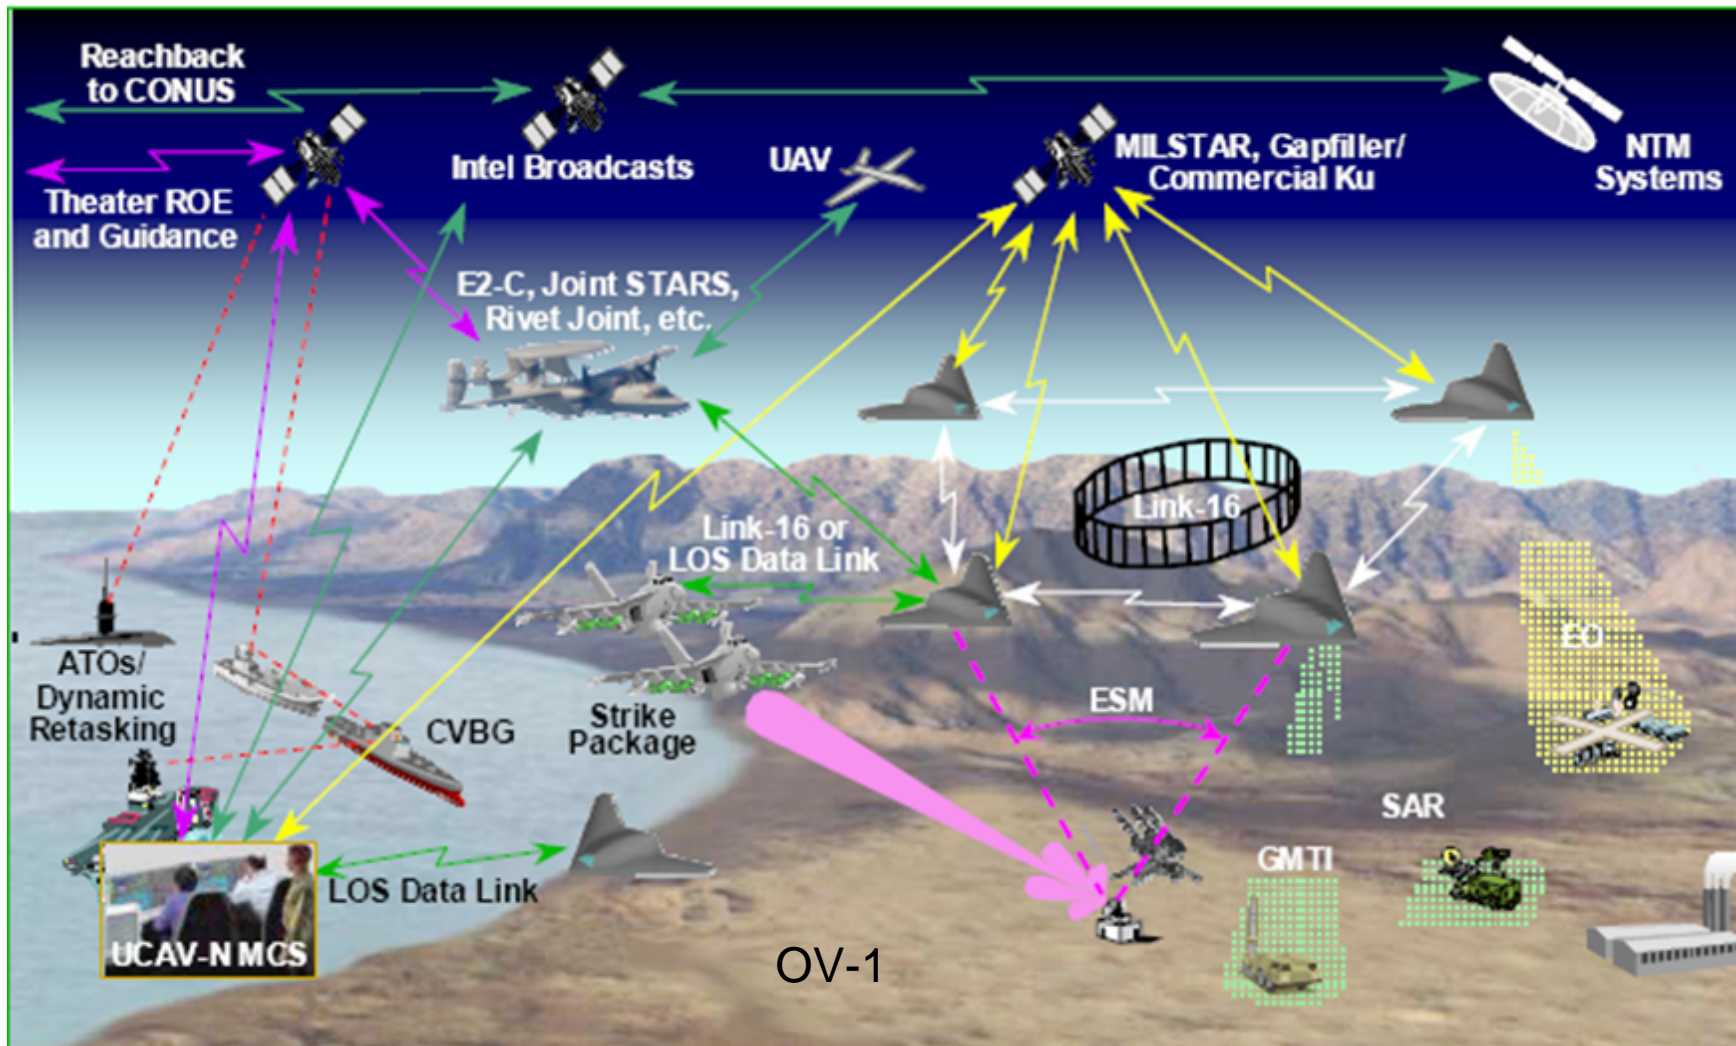 Reachback
to CONUS
Intel Broadcasts
UAV
MILSTAR, Gapfiller/
Commercial Ku
NTM
Systems
Theater ROE
and Guidance
E2-C, Joint STARS,
Rivet Joint, etc.
Link-16
Link-16 or
LOS Data Link
EO
ATOs/
Dynamic
Retasking
CVBG
Strike
Package
ESM
SAR
GMTI
LOS Data Link
UCAV-N MCS
OV-1